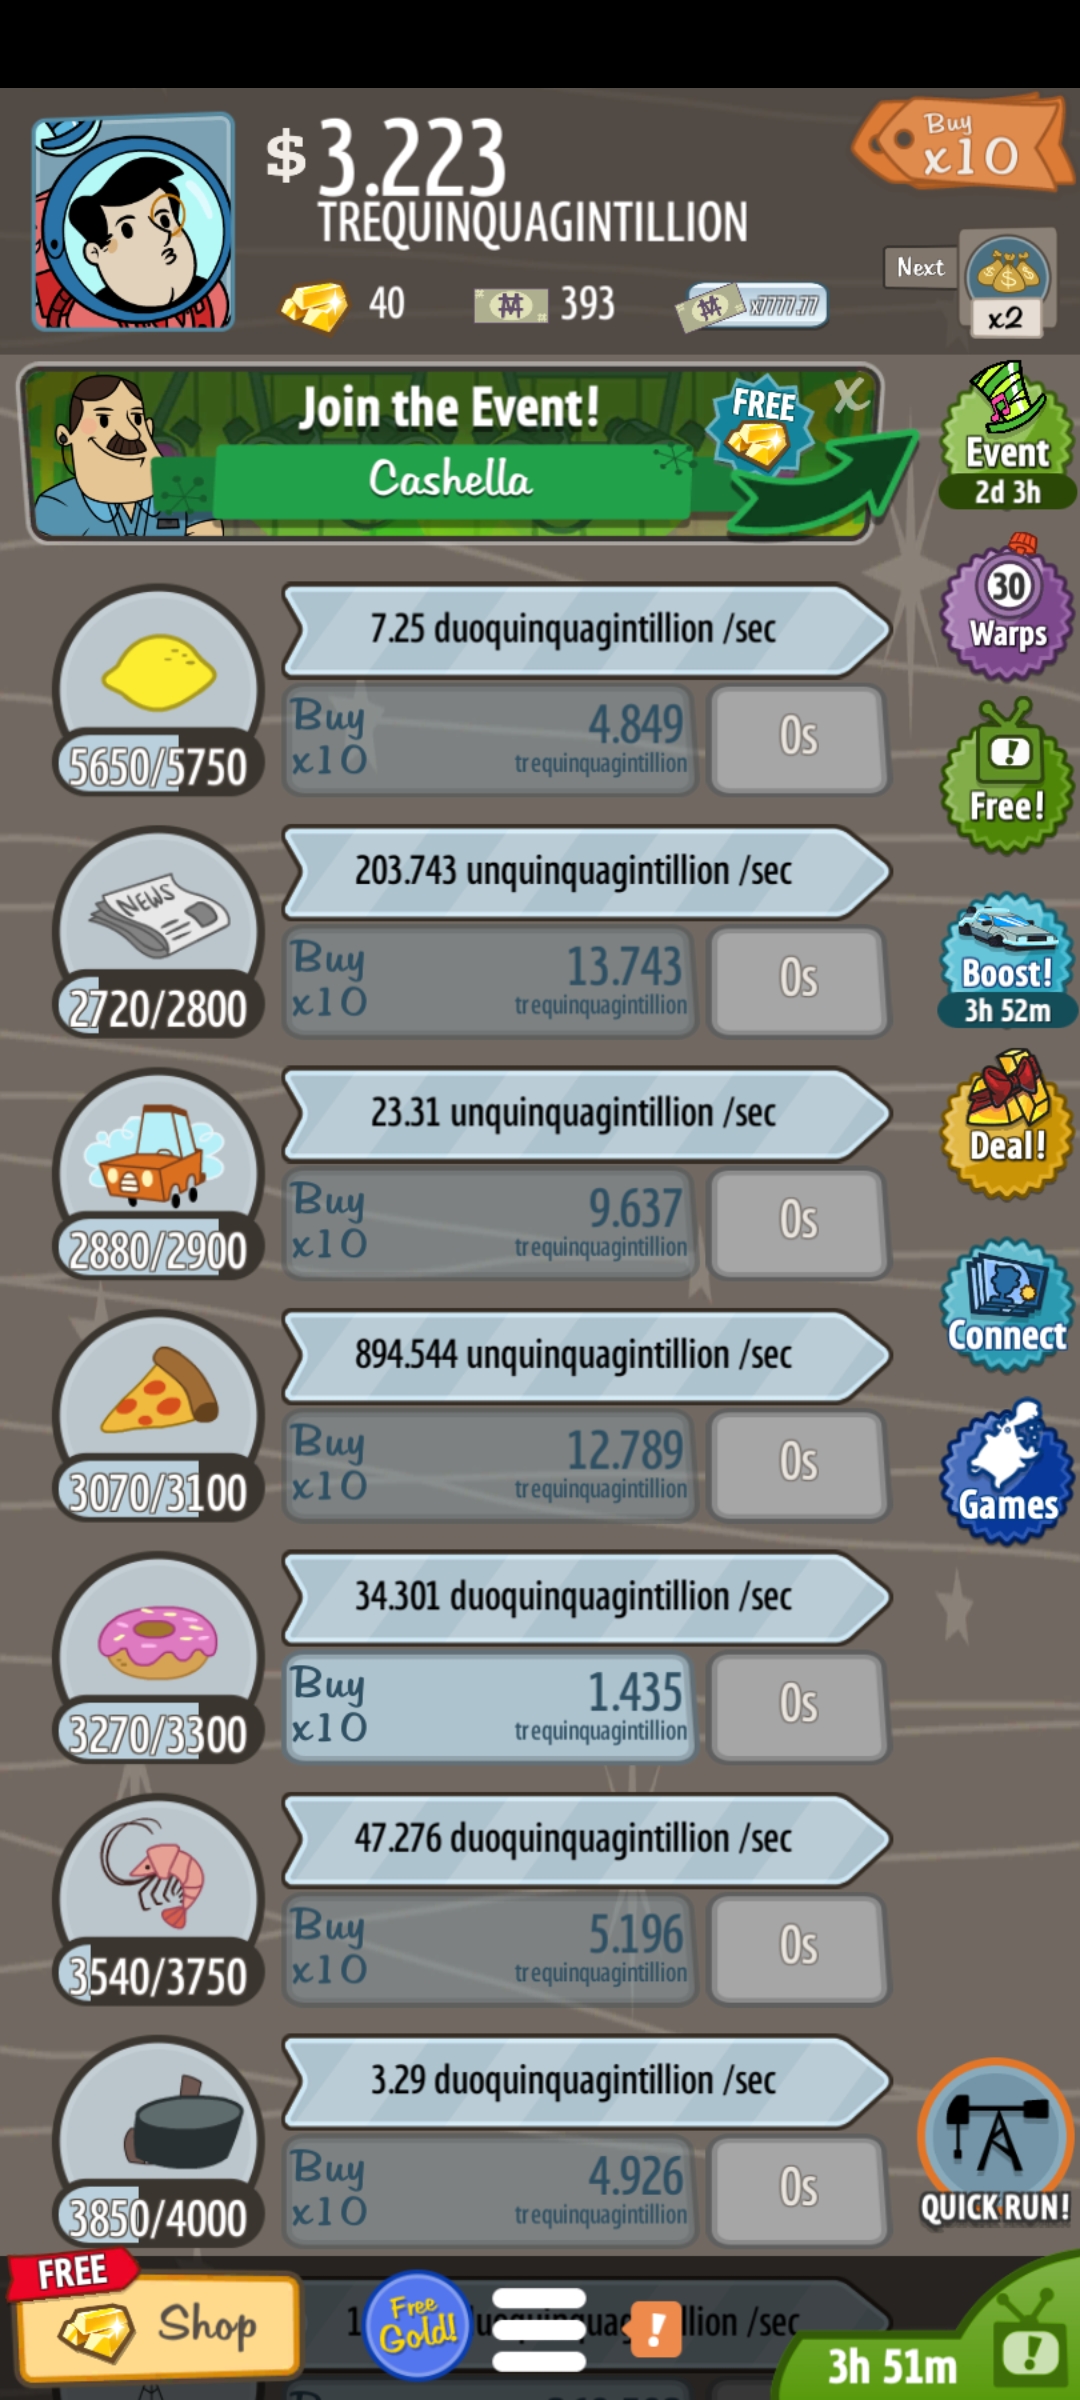 $ 3.223
TREQUINQUAGINTILLION
Buy
x10
40
393
x7777.77
Next
x2
Join the Event!
FREE
X
Cashella
Event
2d 3h
30
Warps
Free!
Boost!
3h 52m
Deal!
Connect
Games
7.25 duoquinquagintillion /sec
Buy
x10
4.849
trequinquagintillion
0s
5650/5750
203.743 unquinquagintillion /sec
NEWS
Buy
x10
13.743
trequinquagintillion
0s
2720/2800
23.31 unquinquagintillion /sec
Buy
x10
9.637
trequinquagintillion
0s
2880/2900
894.544 unquinquagintillion /sec
Buy
x10
12.789
trequinquagintillion
0s
3070/3100
34.301 duoquinquagintillion /sec
Buy
x10
1.435
trequinquagintillion
0s
3270/3300
47.276 duoquinquagintillion /sec
Buy
x10
5.196
trequinquagintillion
0s
3540/3750
3.29 duoquinquagintillion /sec
Buy
x10
4.926
trequinquagintillion
0s
3850/4000
QUICK RUN!
FREE
Shop
Free
Gold!
/sec
3h 51m
Buy